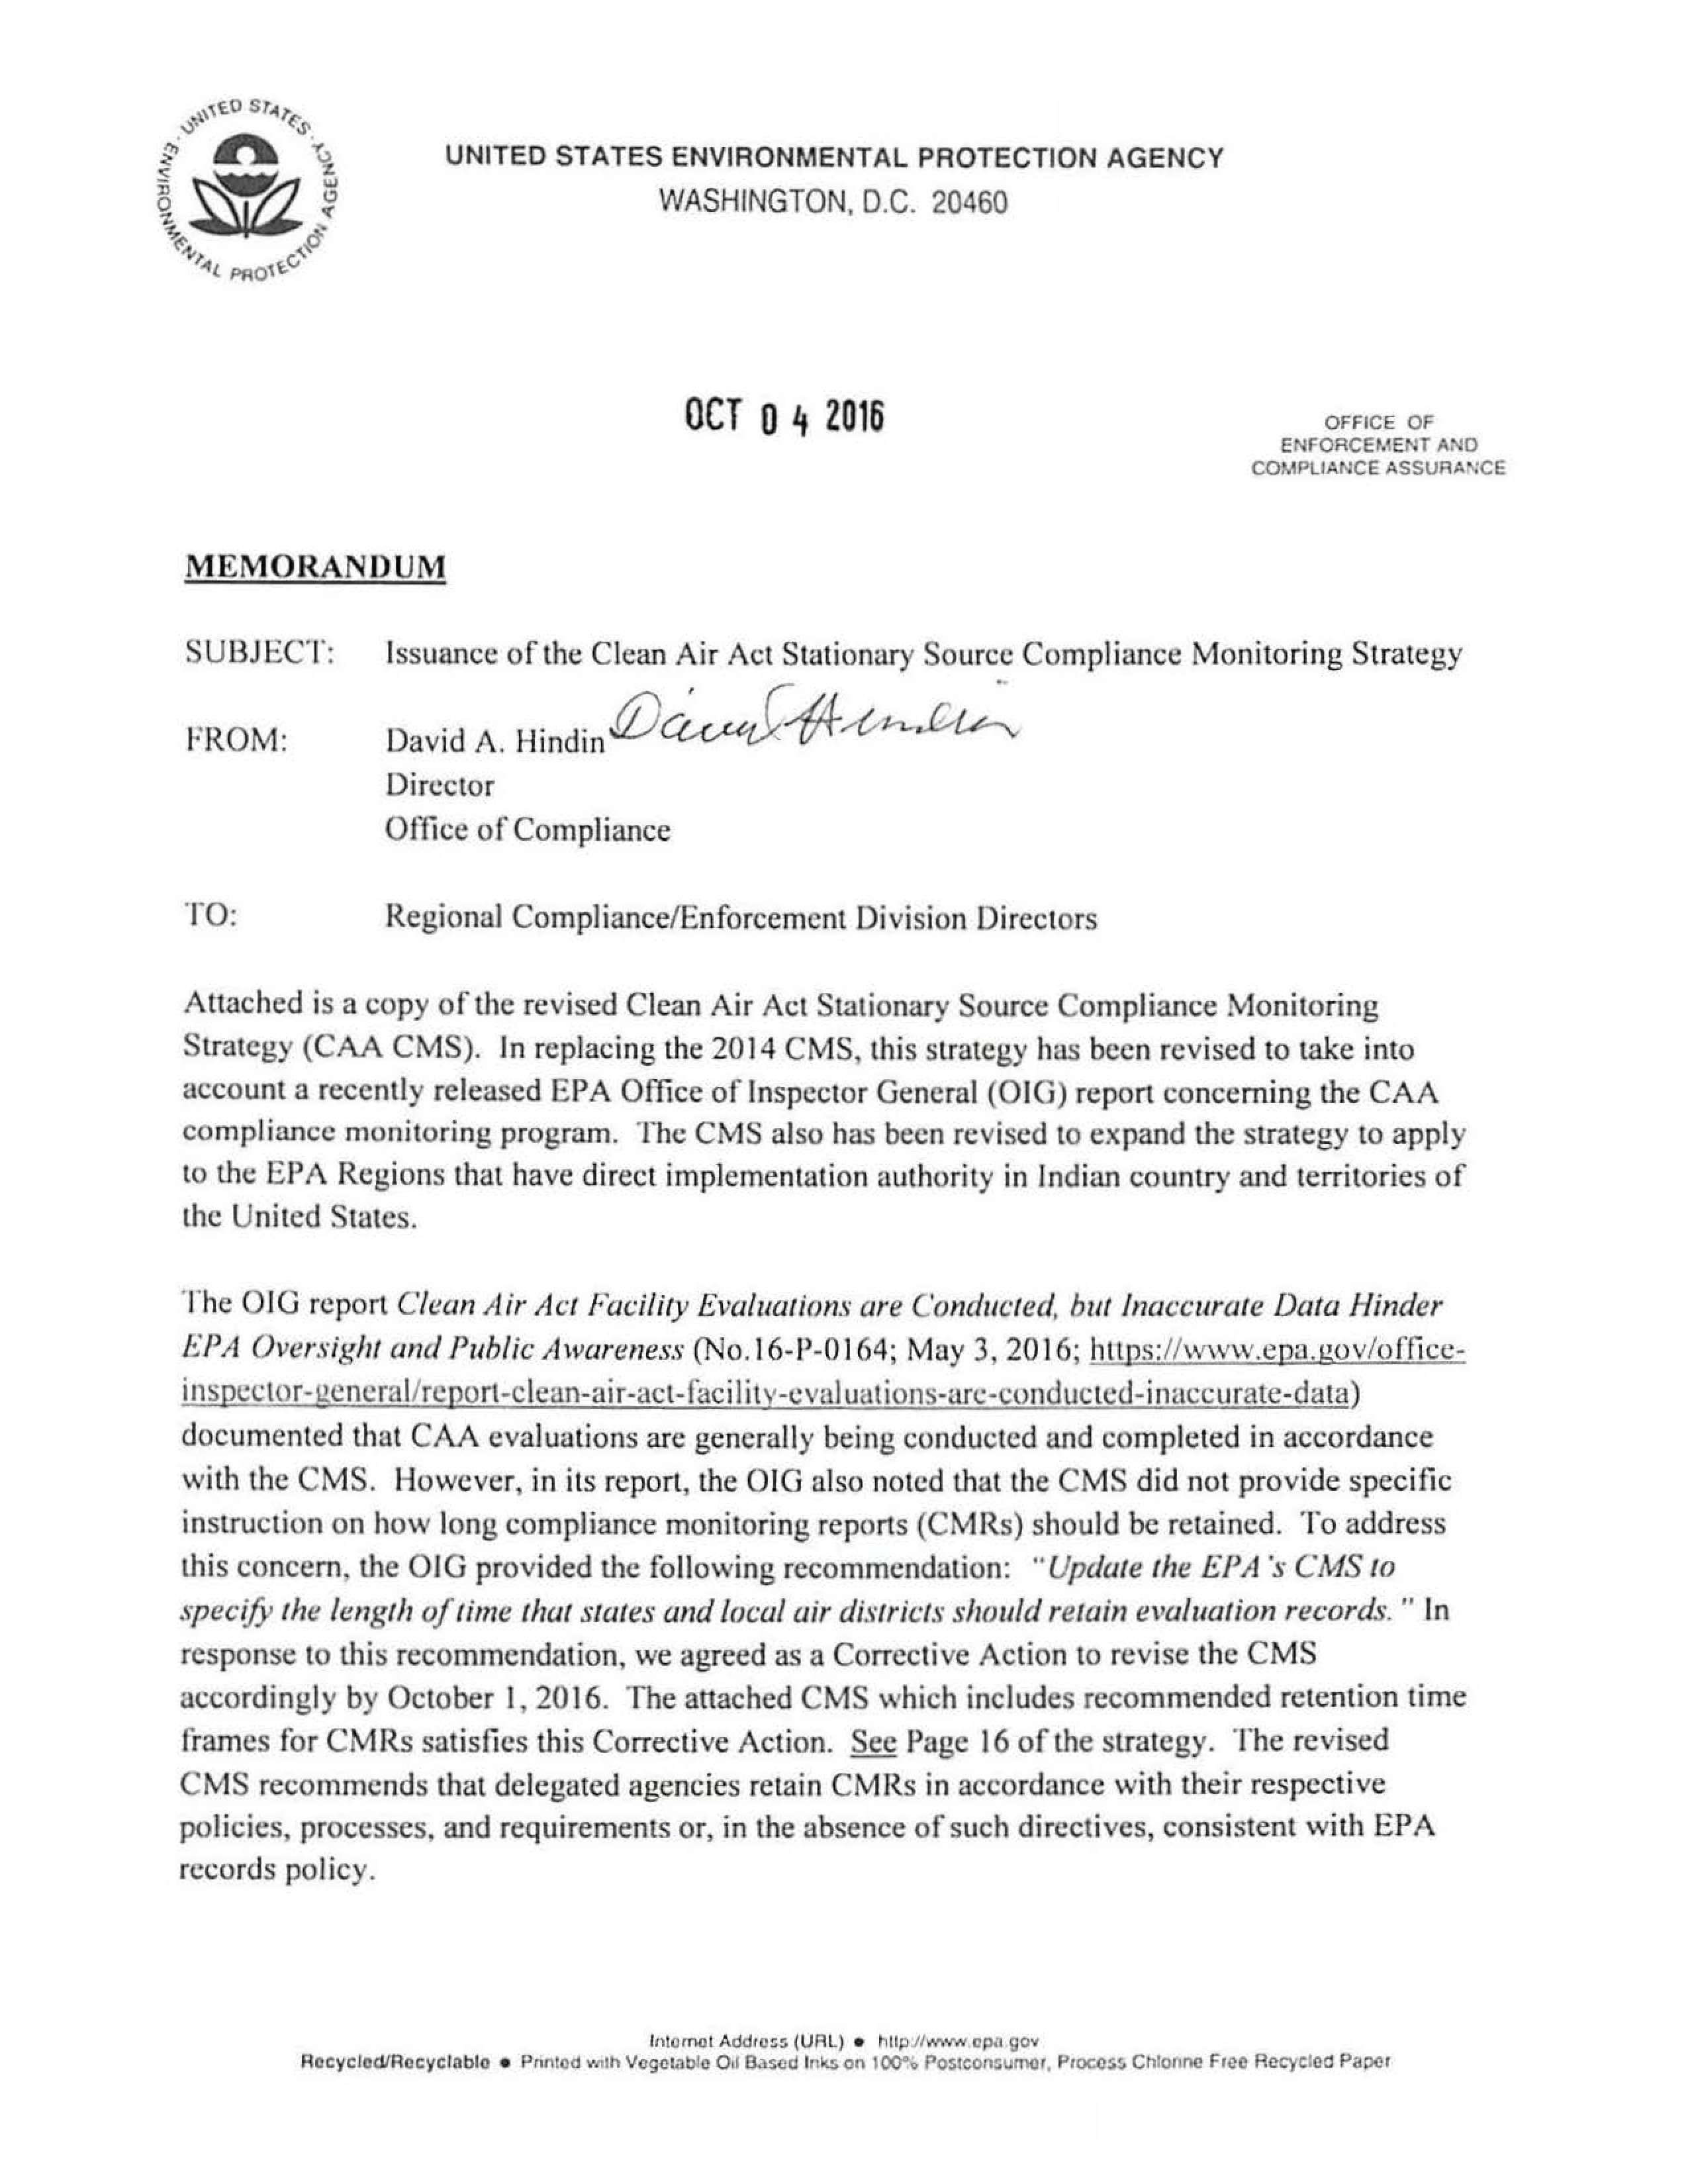 UNITED STATES · ENVIRONMENTAL PROTECTION AGENCY ·
UNITED STATES ENVIRONMENTAL PROTECTION AGENCY
WASHINGTON, D.C. 20460
OCT 04 2016
OFFICE OF
ENFORCEMENT AND
COMPLIANCE ASSURANCE
MEMORANDUM
SUBJECT: Issuance of the Clean Air Act Stationary Source Compliance Monitoring Strategy
FROM: David A. Hindin David Hindin
Director
Office of Compliance
TO: Regional Compliance/Enforcement Division Directors
Attached is a copy of the revised Clean Air Act Stationary Source Compliance Monitoring
Strategy (CAA CMS). In replacing the 2014 CMS, this strategy has been revised to take into
account a recently released EPA Office of Inspector General (OIG) report concerning the CAA
compliance monitoring program. The CMS also has been revised to expand the strategy to apply
to the EPA Regions that have direct implementation authority in Indian country and territories of
the United States.
The OIG report Clean Air Act Facility Evaluations are Conducted, but Inaccurate Data Hinder
EPA Oversight and Public Awareness (No.16-P-0164; May 3, 2016; https://www.epa.gov/office-
inspector-general/report-clean-air-act-facility-evaluations-are-conducted-inaccurate-data)
documented that CAA evaluations are generally being conducted and completed in accordance
with the CMS. However, in its report, the OIG also noted that the CMS did not provide specific
instruction on how long compliance monitoring reports (CMRs) should be retained. To address
this concern, the OIG provided the following recommendation: "Update the EPA's CMS to
specify the length of time that states and local air districts should retain evaluation records." In
response to this recommendation, we agreed as a Corrective Action to revise the CMS
accordingly by October 1, 2016. The attached CMS which includes recommended retention time
frames for CMRs satisfies this Corrective Action. See Page 16 of the strategy. The revised
CMS recommends that delegated agencies retain CMRs in accordance with their respective
policies, processes, and requirements or, in the absence of such directives, consistent with EPA
records policy.
Internet Address (URL) • http://www.epa.gov
Recycled/Recyclable • Printed with Vegetable Oil Based Inks on 100% Postconsumer, Process Chlorine Free Recycled Paper